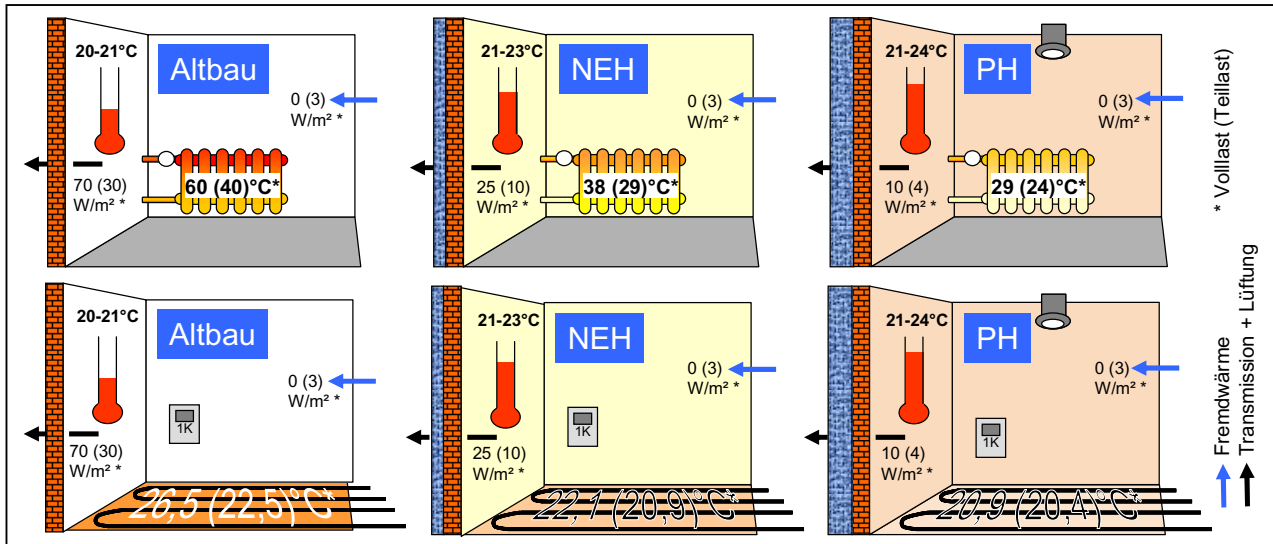 20-21°C
Altbau
0 (3)
W/m² *
70 (30)
W/m² *
60 (40)°C*
21-23°C
NEH
0 (3)
W/m² *
25 (10)
W/m² *
38 (29)°C*
21-24°C
PH
0 (3)
W/m² *
10 (4)
W/m² *
29 (24)°C*
* Volllast (Teillast)
20-21°C
Altbau
0 (3)
W/m² *
1K
70 (30)
W/m² *
26,5 (22,5)°C*
21-23°C
NEH
0 (3)
W/m² *
1K
25 (10)
W/m² *
22,1 (20,9)°C*
21-24°C
PH
0 (3)
W/m² *
1K
10 (4)
W/m² *
20,9 (20,4)°C*
Fremdwärme
Transmission + Lüftung